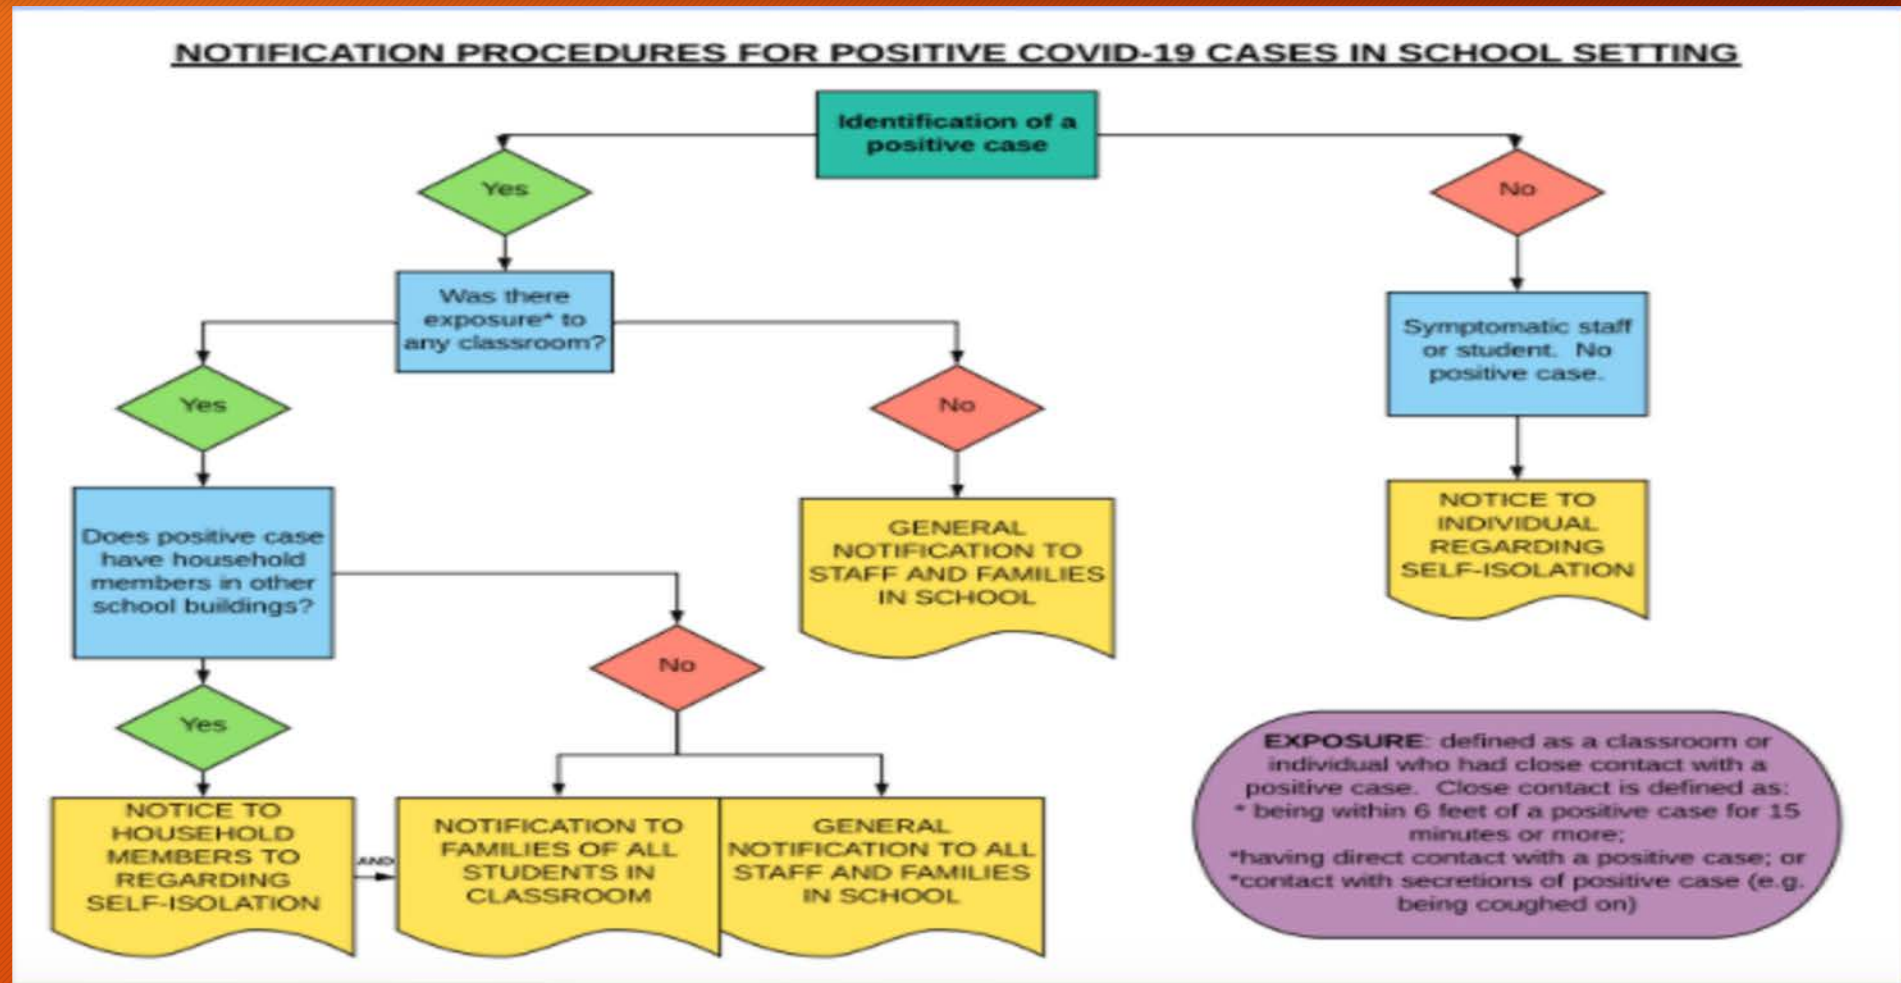 NOTIFICATION PROCEDURES FOR POSITIVE COVID-19 CASES IN SCHOOL SETTING
Identification of a
positive case
Yes
No
Was there
exposure* to
any classroom?
Symptomatic staff
or student. No
positive case.
Yes
No
Does positive case
have household
members in other
school buildings?
GENERAL
NOTIFICATION TO
STAFF AND FAMILIES
IN SCHOOL
NOTICE TO
INDIVIDUAL
REGARDING
SELF-ISOLATION
No
Yes
NOTICE TO
HOUSEHOLD
MEMBERS TO
REGARDING
SELF-ISOLATION
AND
NOTIFICATION TO
FAMILIES OF ALL
STUDENTS IN
CLASSROOM
GENERAL
NOTIFICATION TO ALL
STAFF AND FAMILIES
IN SCHOOL
EXPOSURE: defined as a classroom or
individual who had close contact with a
positive case. Close contact is defined as:
* being within 6 feet of a positive case for 15
minutes or more;
*having direct contact with a positive case; or
*contact with secretions of positive case (e.g.
being coughed on)